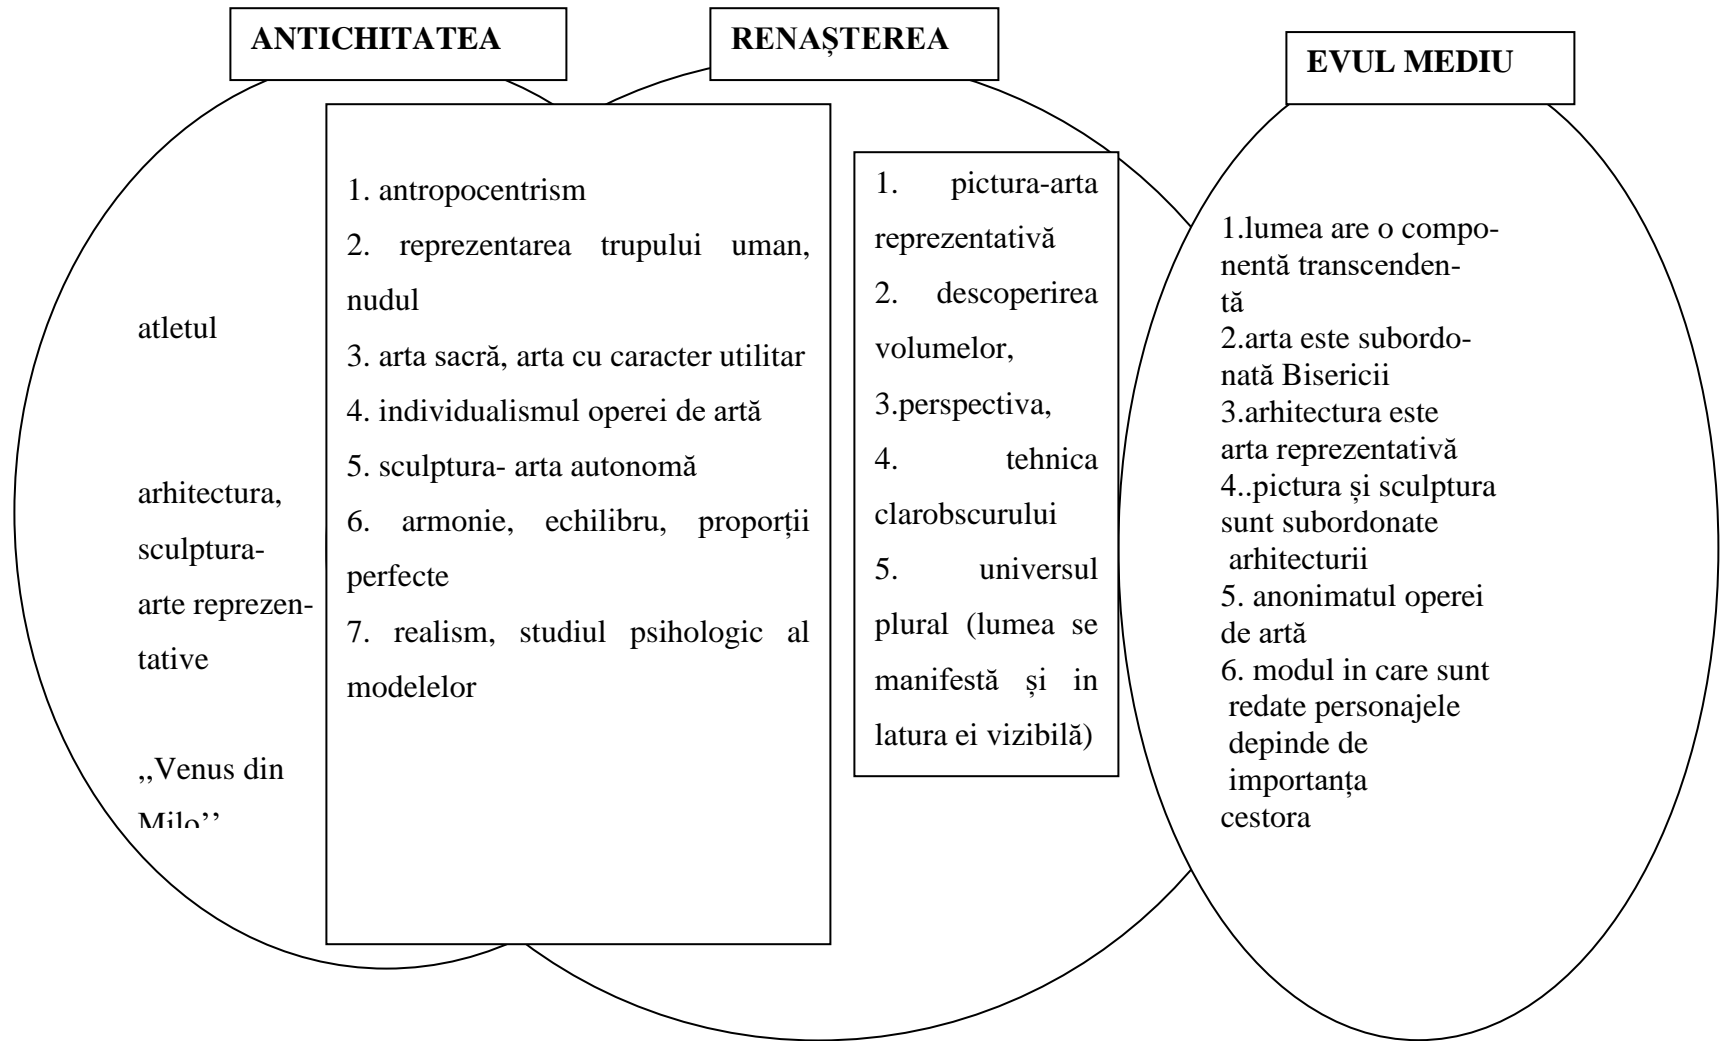 ANTICHITATEA
RENAȘTEREA
EVUL MEDIU
atletul
arhitectura,
sculptura-
arte reprezen-
tative
,,Venus din
Milo’’
1. antropocentrism
2. reprezentarea trupului uman,
nudul
3. arta sacră, arta cu caracter utilitar
4. individualismul operei de artă
5. sculptura- arta autonomă
6. armonie, echilibru, proporții
perfecte
7. realism, studiul psihologic al
modelelor
1. pictura-arta
reprezentativă
2. descoperirea
volumelor,
3.perspectiva,
4. tehnica
clarobscurului
5. universul
plural (lumea se
manifestă și in
latura ei vizibilă)
1.lumea are o compo-
nentă transcenden-
tă
2.arta este subordo-
nată Bisericii
3.arhitectura este
arta reprezentativă
4..pictura și sculptura
sunt subordonate
arhitecturii
5. anonimatul operei
de artă
6. modul in care sunt
redate personajele
depinde de
importanța
cestora